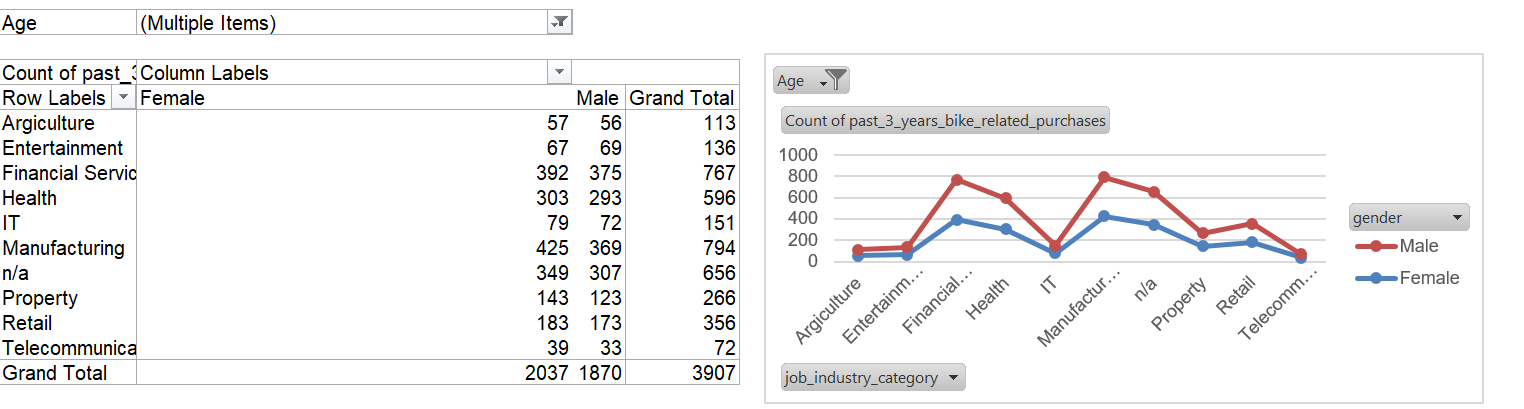 Age (Multiple Items)
Count of past_3 Column Labels
Row Labels Female Male Grand Total
Argiculture 57 56 113
Entertainment 67 69 136
Financial Servic 392 375 767
Health 303 293 596
IT 79 72 151
Manufacturing 425 369 794
n/a 349 307 656
Property 143 123 266
Retail 183 173 356
Telecommunica 39 33 72
Grand Total 2037 1870 3907
Age
Count of past_3_years_bike_related_purchases
1000
800
600
400
200
0
Argiculture
Entertainm...
Financial...
Health
IT
Manufactur...
n/a
Property
Retail
Telecomm...
gender
Male
Female
job_industry_category